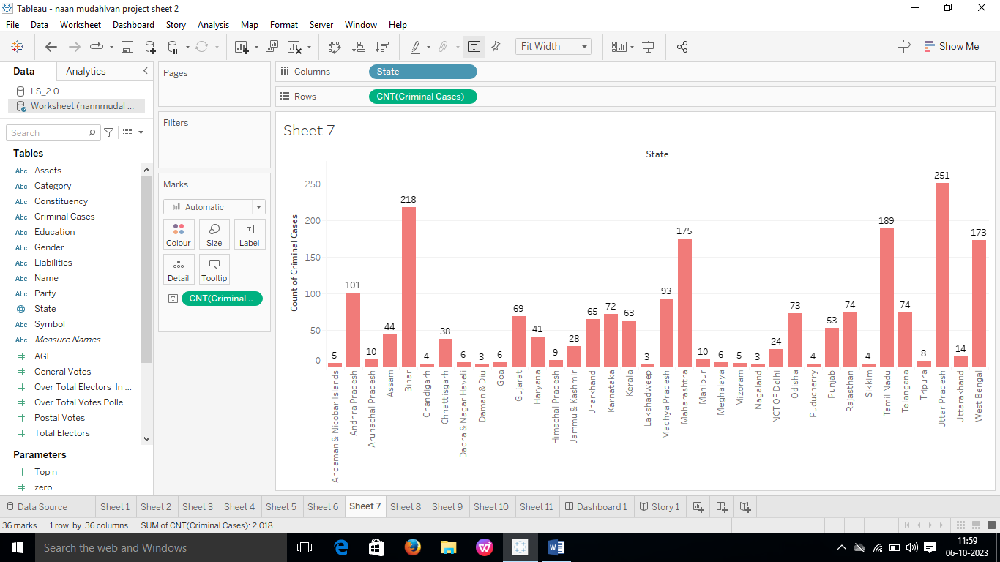 Tableau - naan mudahlvan project sheet 2
File Data Worksheet Dashboard Story Analysis Map Format Server Window Help
Fit Width
Show Me
Data Analytics
LS_2.0
Worksheet (nannmudal ...
Search
Tables
Abc Assets
Abc Category
Abc Constituency
Abc Criminal Cases
Abc Education
Abc Gender
Abc Liabilities
Abc Name
Abc Party
State
Abc Symbol
Abc Measure Names
AGE
General Votes
Over Total Electors In ...
Over Total Votes Polle...
Postal Votes
Total Electors
Parameters
Top n
zero
Pages
Filters
Marks
Automatic
Colour Size Label
Detail Tooltip
CNT(Criminal ..
Columns State
Rows CNT(Criminal Cases)
Sheet 7
State
Count of Criminal Cases
250
200
150
100
50
0
5
101
10
44
218
4
38
6
3
6
69
41
9
28
65
72
63
3
93
175
10
6
5
3
24
73
4
53
74
4
189
74
8
251
14
173
Andaman & Nicobar Islands
Andhra Pradesh
Arunachal Pradesh
Assam
Bihar
Chandigarh
Chhattisgarh
Dadra & Nagar Haveli
Daman & Diu
Goa
Gujarat
Haryana
Himachal Pradesh
Jammu & Kashmir
Jharkhand
Karnataka
Kerala
Lakshadweep
Madhya Pradesh
Maharashtra
Manipur
Meghalaya
Mizoram
Nagaland
NCT OF Delhi
Odisha
Puducherry
Punjab
Rajasthan
Sikkim
Tamil Nadu
Telangana
Tripura
Uttar Pradesh
Uttarakhand
West Bengal
Data Source Sheet 1 Sheet 2 Sheet 3 Sheet 4 Sheet 5 Sheet 6 Sheet 7 Sheet 8 Sheet 9 Sheet 10 Sheet 11 Dashboard 1 Story 1
36 marks 1 row by 36 columns SUM of CNT(Criminal Cases): 2,018
Search the web and Windows
11:59
06-10-2023